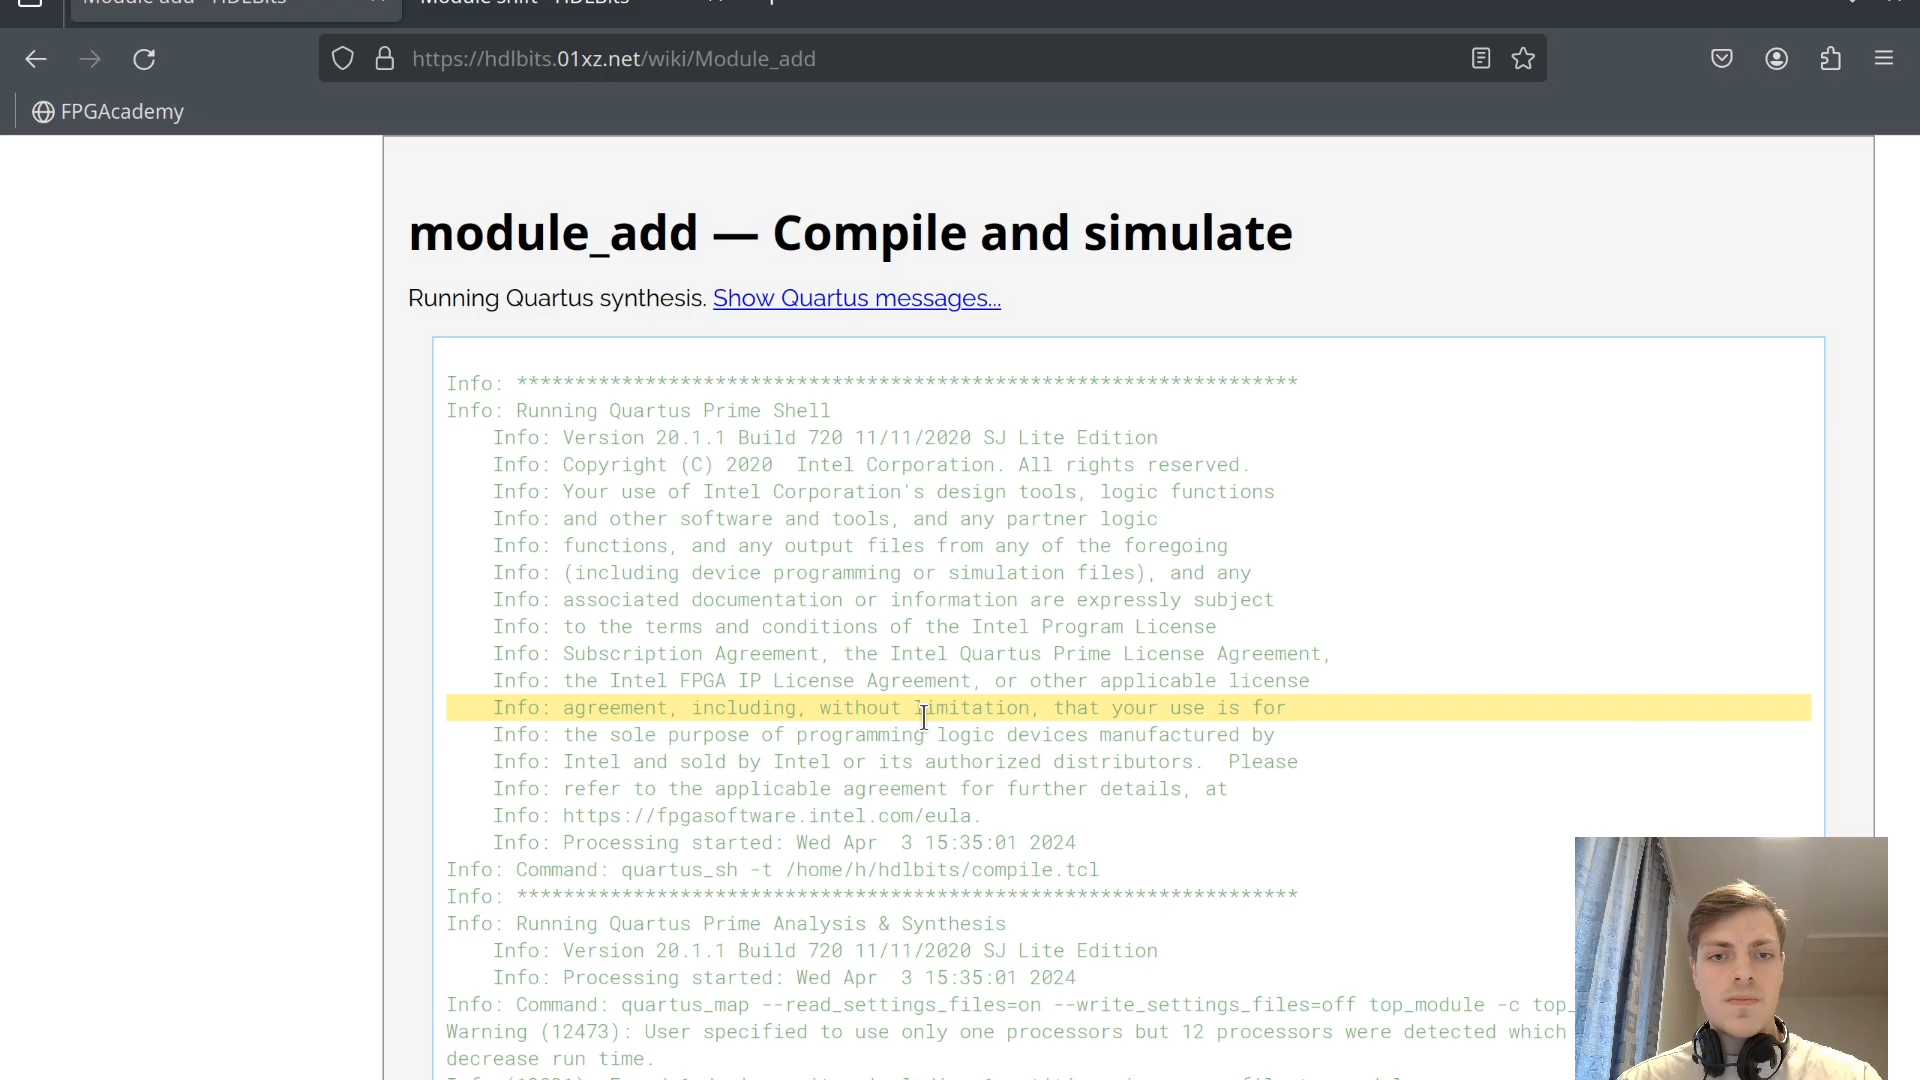 Module add - HDLBits
Module shift - HDLBits
https://hdlbits.01xz.net/wiki/Module_add
FPGAcademy
module_add — Compile and simulate
Running Quartus synthesis. Show Quartus messages...
Info: *******************************************************************
Info: Running Quartus Prime Shell
Info: Version 20.1.1 Build 720 11/11/2020 SJ Lite Edition
Info: Copyright (C) 2020  Intel Corporation. All rights reserved.
Info: Your use of Intel Corporation's design tools, logic functions
Info: and other software and tools, and any partner logic
Info: functions, and any output files from any of the foregoing
Info: (including device programming or simulation files), and any
Info: associated documentation or information are expressly subject
Info: to the terms and conditions of the Intel Program License
Info: Subscription Agreement, the Intel Quartus Prime License Agreement,
Info: the Intel FPGA IP License Agreement, or other applicable license
Info: agreement, including, without limitation, that your use is for
Info: the sole purpose of programming logic devices manufactured by
Info: Intel and sold by Intel or its authorized distributors.  Please
Info: refer to the applicable agreement for further details, at
Info: https://fpgasoftware.intel.com/eula.
Info: Processing started: Wed Apr  3 15:35:01 2024
Info: Command: quartus_sh -t /home/h/hdlbits/compile.tcl
Info: *******************************************************************
Info: Running Quartus Prime Analysis & Synthesis
Info: Version 20.1.1 Build 720 11/11/2020 SJ Lite Edition
Info: Processing started: Wed Apr  3 15:35:01 2024
Info: Command: quartus_map --read_settings_files=on --write_settings_files=off top_module -c top_
Warning (12473): User specified to use only one processors but 12 processors were detected which
decrease run time.